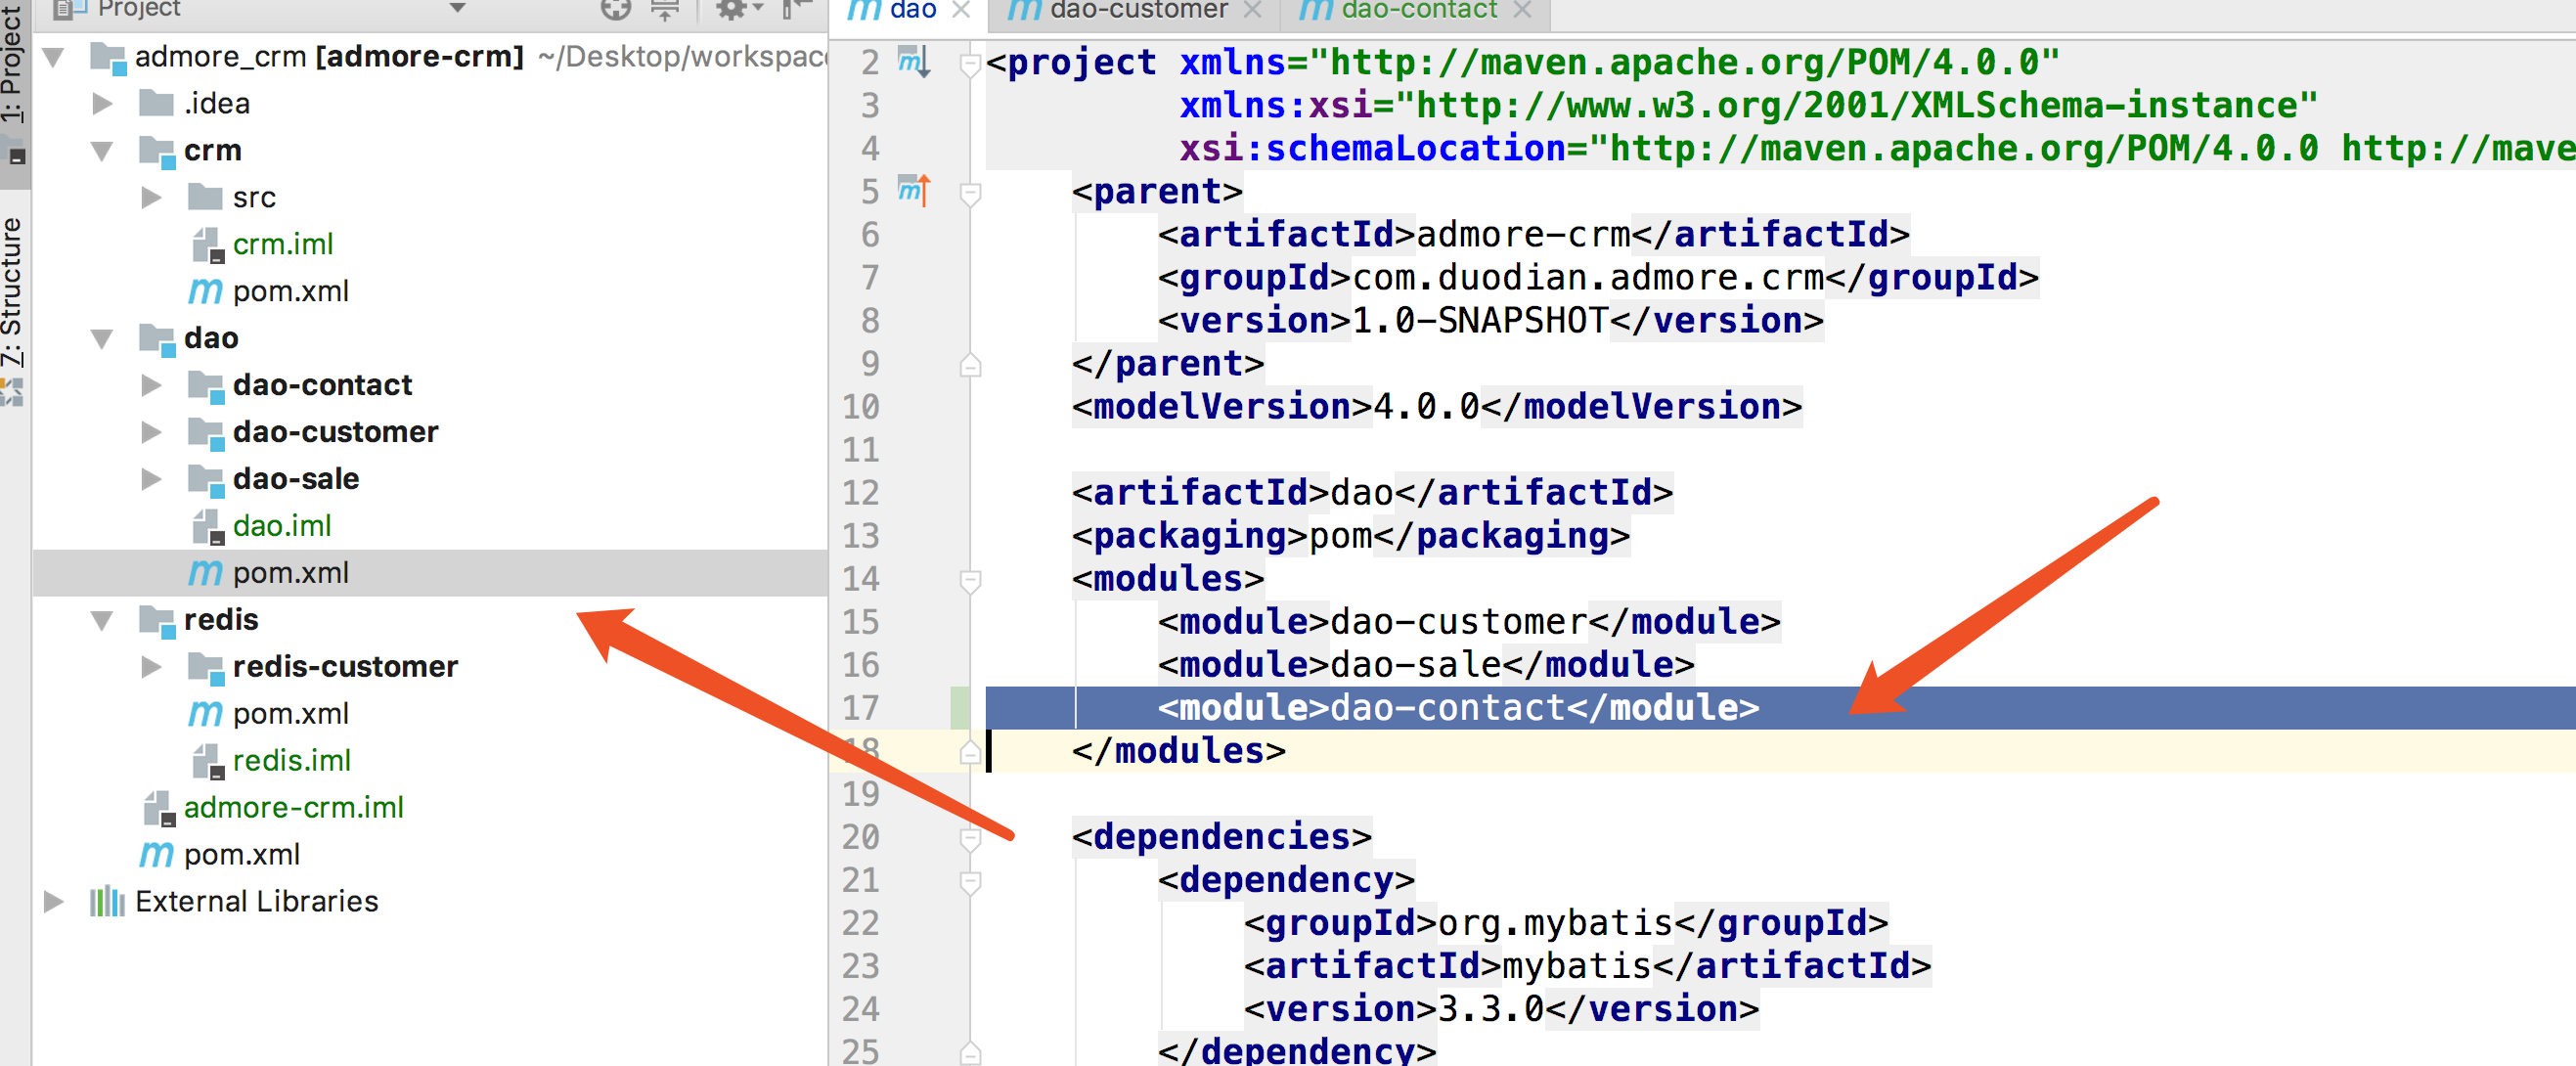 Project
1: Project
7: Structure
admore_crm [admore-crm] ~/Desktop/workspac
.idea
crm
src
crm.iml
pom.xml
dao
dao-contact
dao-customer
dao-sale
dao.iml
pom.xml
redis
redis-customer
pom.xml
redis.iml
admore-crm.iml
pom.xml
External Libraries
dao dao-customer dao-contact
2 <project xmlns="http://maven.apache.org/POM/4.0.0"
3 xmlns:xsi="http://www.w3.org/2001/XMLSchema-instance"
4 xsi:schemaLocation="http://maven.apache.org/POM/4.0.0 http://mave
5 <parent>
6 <artifactId>admore-crm</artifactId>
7 <groupId>com.duodian.admore.crm</groupId>
8 <version>1.0-SNAPSHOT</version>
9 </parent>
10 <modelVersion>4.0.0</modelVersion>
11
12 <artifactId>dao</artifactId>
13 <packaging>pom</packaging>
14 <modules>
15 <module>dao-customer</module>
16 <module>dao-sale</module>
17 <module>dao-contact</module>
18 </modules>
19
20 <dependencies>
21 <dependency>
22 <groupId>org.mybatis</groupId>
23 <artifactId>mybatis</artifactId>
24 <version>3.3.0</version>
25 </dependency>